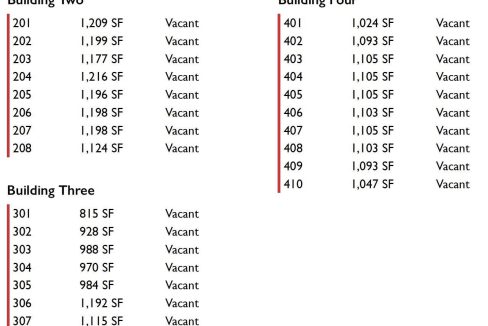 Building Two
201 1,209 SF Vacant
202 1,199 SF Vacant
203 1,177 SF Vacant
204 1,216 SF Vacant
205 1,196 SF Vacant
206 1,198 SF Vacant
207 1,198 SF Vacant
208 1,124 SF Vacant
Building Three
301 815 SF Vacant
302 928 SF Vacant
303 988 SF Vacant
304 970 SF Vacant
305 984 SF Vacant
306 1,192 SF Vacant
307 1,115 SF Vacant
Building Four
401 1,024 SF Vacant
402 1,093 SF Vacant
403 1,105 SF Vacant
404 1,105 SF Vacant
405 1,105 SF Vacant
406 1,103 SF Vacant
407 1,105 SF Vacant
408 1,103 SF Vacant
409 1,093 SF Vacant
410 1,047 SF Vacant